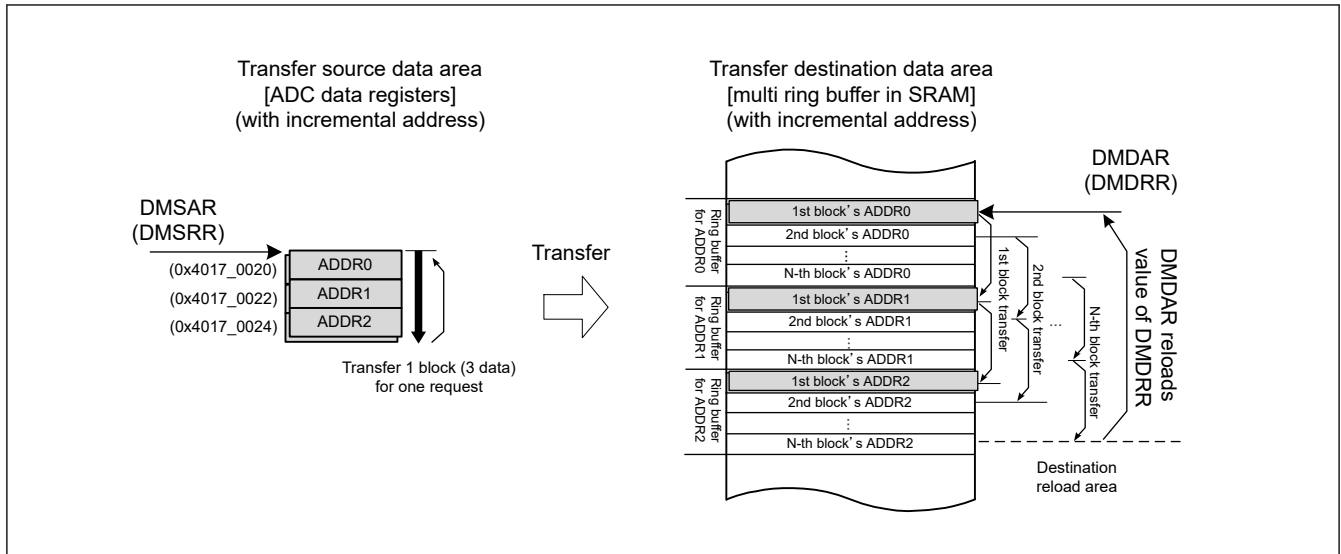 Transfer source data area
[ADC data registers]
(with incremental address)
DMSAR
(DMSRR)
(0x4017_0020)
(0x4017_0022)
(0x4017_0024)
ADDR0
ADDR1
ADDR2
Transfer 1 block (3 data)
for one request
Transfer
Transfer destination data area
[multi ring buffer in SRAM]
(with incremental address)
DMDAR
(DMDRR)
Ring buffer
for ADDR0
1st block’s ADDR0
2nd block’s ADDR0
⋮
N-th block’s ADDR0
Ring buffer
for ADDR1
1st block’s ADDR1
2nd block’s ADDR1
⋮
N-th block’s ADDR1
Ring buffer
for ADDR2
1st block’s ADDR2
2nd block’s ADDR2
⋮
N-th block’s ADDR2
1st block transfer
2nd block transfer
…
N-th block transfer
DMDAR reloads
value of DMDRR
Destination
reload area